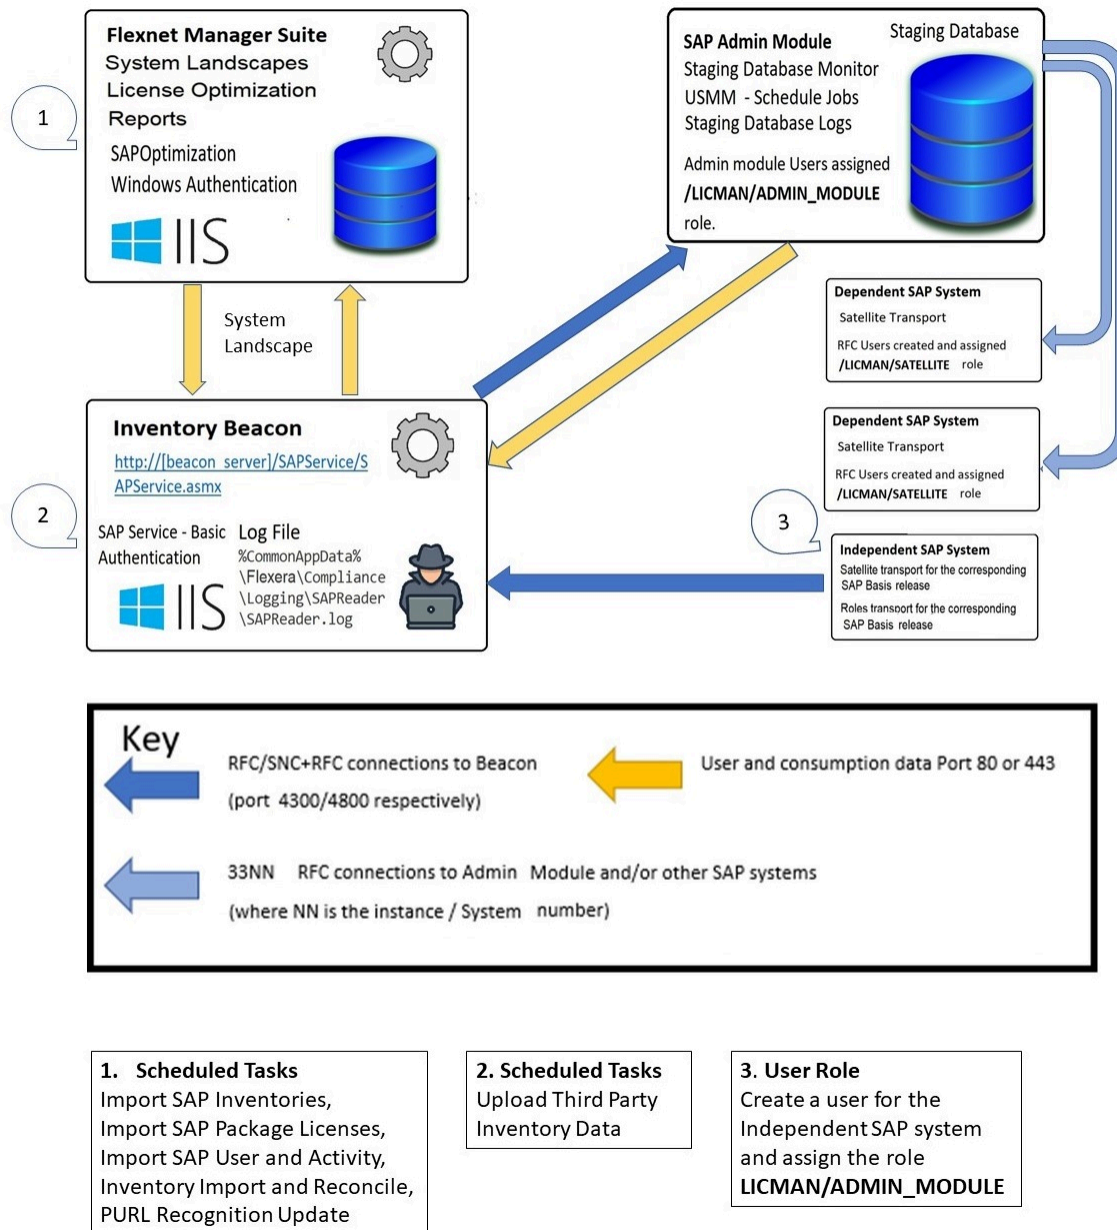 1
Flexnet Manager Suite
System Landscapes
License Optimization
Reports
SAPOptimization
Windows Authentication
IIS
SAP Admin Module
Staging Database
Staging Database Monitor
USMM - Schedule Jobs
Staging Database Logs
Admin module Users assigned
/LICMAN/ADMIN_MODULE
role.
System
Landscape
Dependent SAP System
Satellite Transport
RFC Users created and assigned
/LICMAN/SATELLITE role
2
Inventory Beacon
http://[beacon server]/SAPService/S
APService.asmx
SAP Service - Basic
Authentication
IIS
Log File
%CommonAppData%
\Flexera\Compliance
\Logging\SAPReader
\SAPReader.log
Dependent SAP System
Satellite Transport
RFC Users created and assigned
/LICMAN/SATELLITE role
3
Independent SAP System
Satellite transport for the corresponding
SAP Basis release
Roles transoort for the corresponding
SAP Basis release
Key
RFC/SNC+RFC connections to Beacon
(port 4300/4800 respectively)
User and consumption data Port 80 or 443
33NN RFC connections to Admin Module and/or other SAP systems
(where NN is the instance / System number)
1. Scheduled Tasks
Import SAP Inventories,
Import SAP Package Licenses,
Import SAP User and Activity,
Inventory Import and Reconcile,
PURL Recognition Update
2. Scheduled Tasks
Upload Third Party
Inventory Data
3. User Role
Create a user for the
Independent SAP system
and assign the role
LICMAN/ADMIN_MODULE